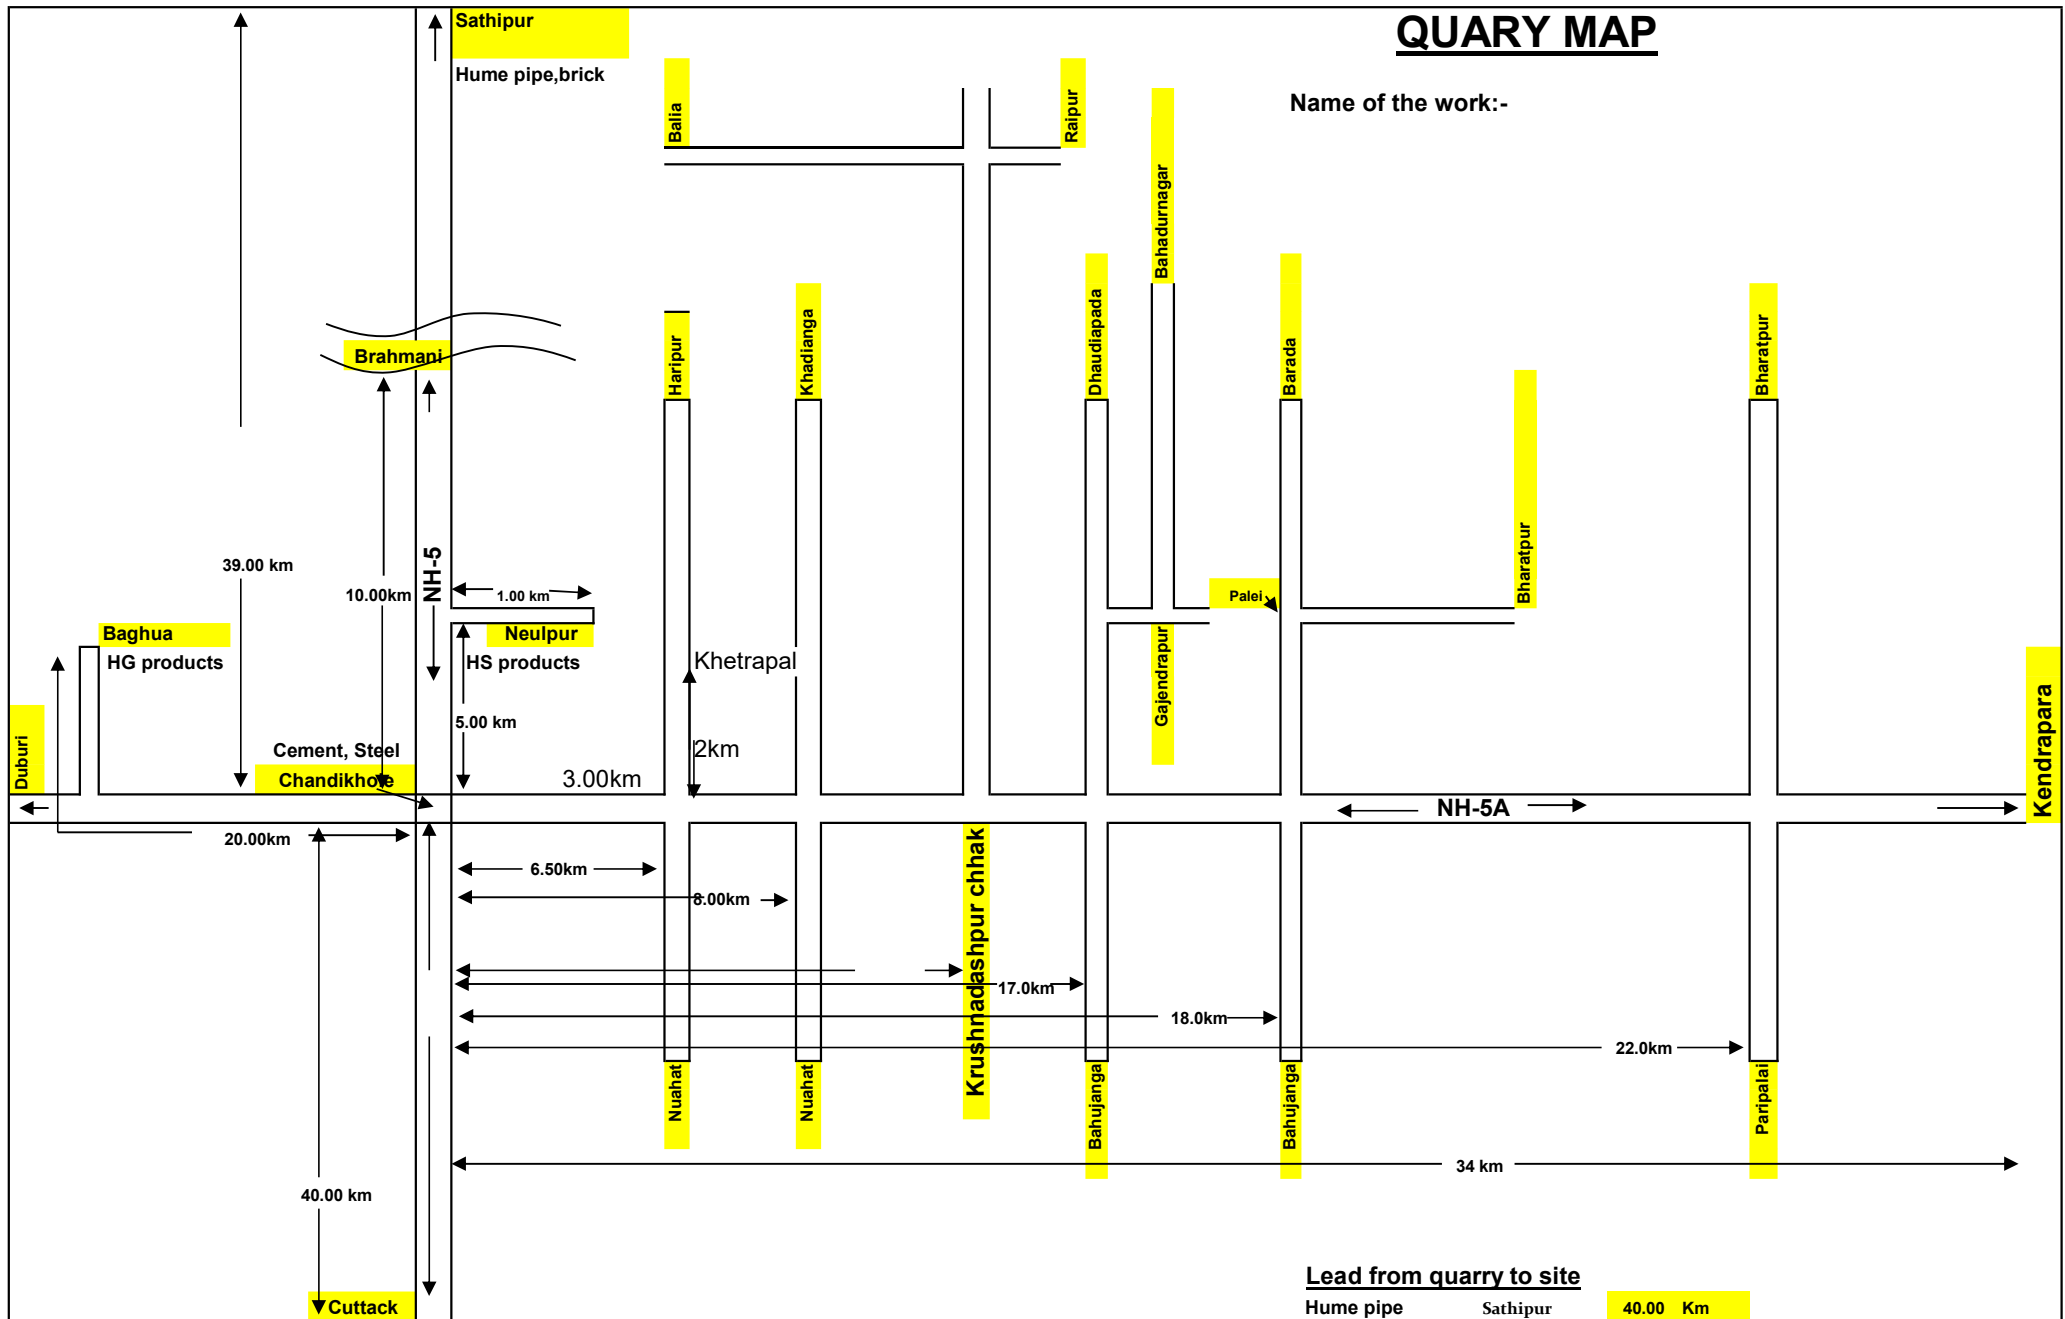 QUARY MAP
Sathipur
Hume pipe,brick
Name of the work:-
Balia
Raipur
Bahadurnagar
Haripur
Khadianga
Dhaudiapada
Barada
Bharatpur
Brahmani
Bharatpur
NH-5
39.00 km
10.00km
1.00 km
Palei
Baghua
Neulpur
HG products
HS products
Khetrapal
Gajendrapur
5.00 km
Duburi
Cement, Steel
2km
Kendrapara
Chandikhole
3.00km
NH-5A
20.00km
6.50km
8.00km
Krushnadashpur chhak
17.0km
18.0km
22.0km
Nuahat
Nuahat
Bahujanga
Bahujanga
Paripalai
34 km
40.00 km
Lead from quarry to site
Cuttack
Hume pipe Sathipur 40.00 Km